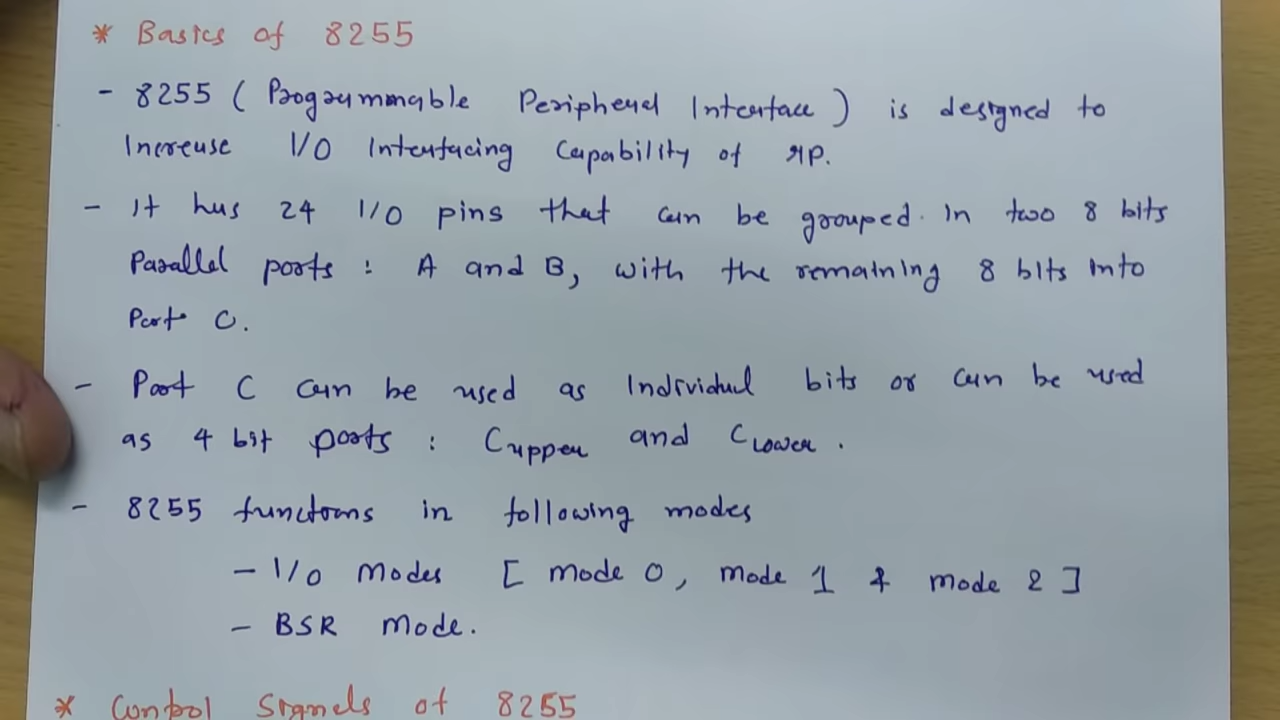 * Basics of 8255
- 8255 ( Programmable Peripheral Interface ) is designed to
Increase I/O Interfacing Capability of μP.
- It has 24 I/O pins that can be grouped in two 8 bits
Parallel ports : A and B, with the remaining 8 bits into
Port C.
- Port C can be used as Individual bits or can be used
as 4 bit ports : Cupper and CLower .
- 8255 functions in following modes
- I/O Modes [ mode 0, mode 1 & mode 2 ]
- BSR Mode.
* Control Signals of 8255